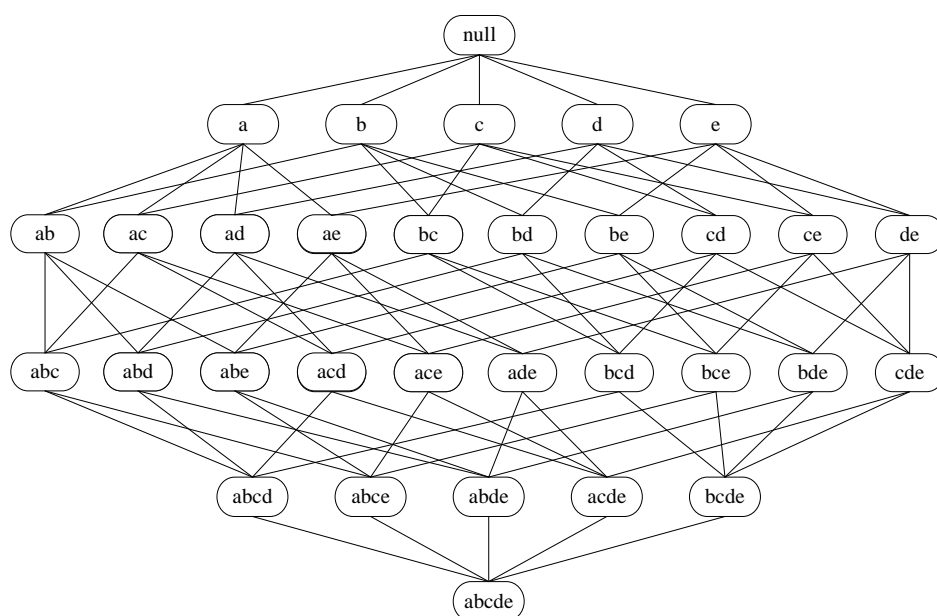 null
a b c d e
ab ac ad ae bc bd be cd ce de
abc abd abe acd ace ade bcd bce bde cde
abcd abce abde acde bcde
abcde